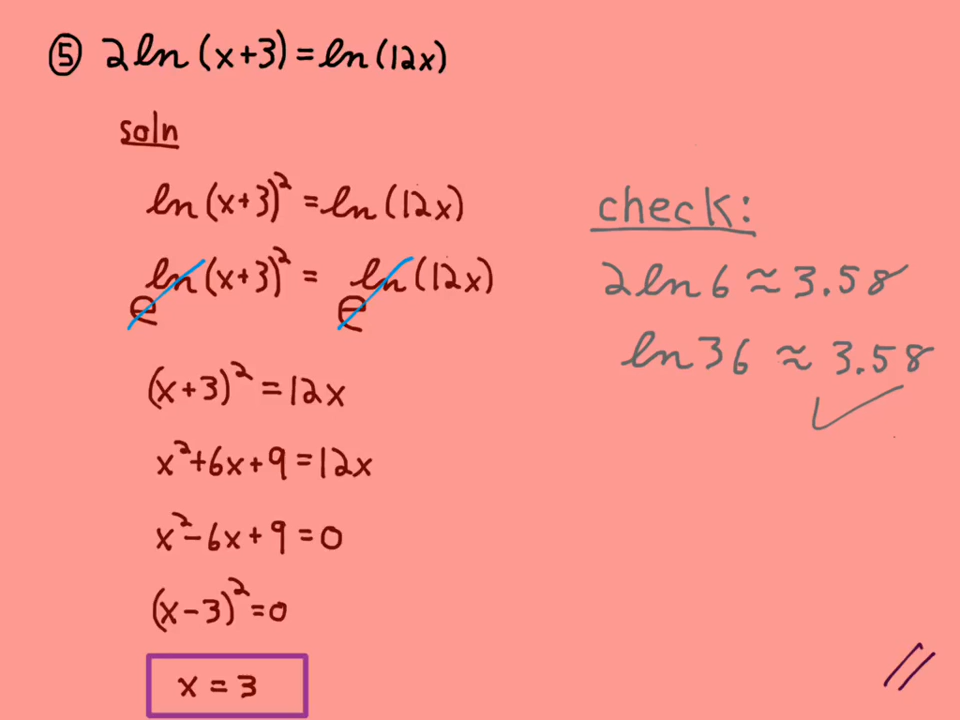 ⑤ 2ln(x+3)=ln(12x)
soln
ln(x+3)²=ln(12x)
ln(x+3)²= ln(12x)
e e
(x+3)²=12x
x²+6x+9=12x
x²-6x+9=0
(x-3)²=0
x=3
check:
2ln6≈3.58
ln36≈3.58
✓
//